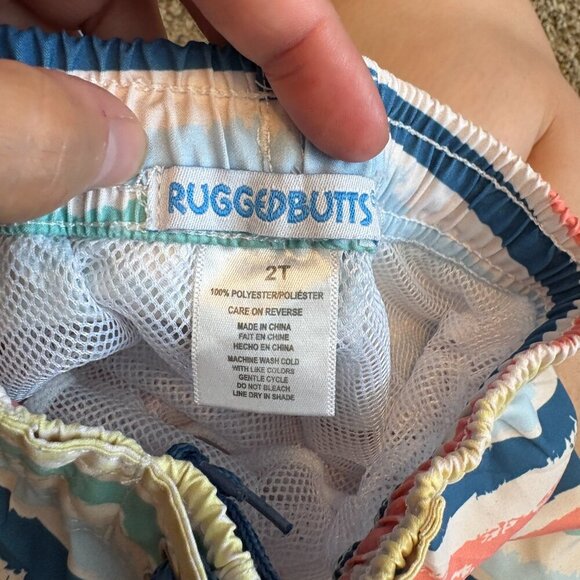 RUGGEDBUTTS
2T
100% POLYESTER/POLIÉSTER
CARE ON REVERSE
MADE IN CHINA
FAIT EN CHINE
HECHO EN CHINA
MACHINE WASH COLD
WITH LIKE COLORS
GENTLE CYCLE
DO NOT BLEACH
LINE DRY IN SHADE